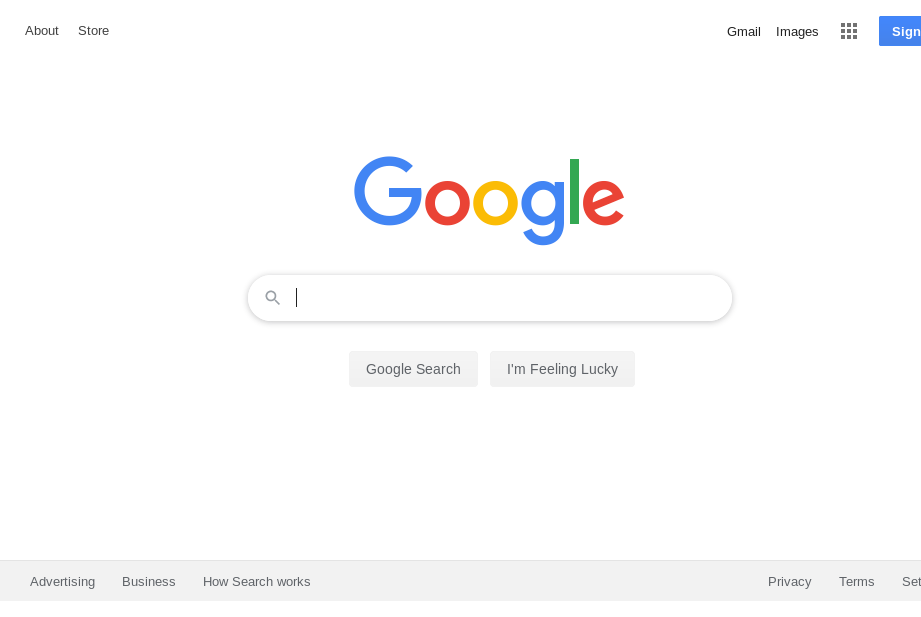 About Store Gmail Images Sign
Google
Google Search I'm Feeling Lucky
Advertising Business How Search works Privacy Terms Set